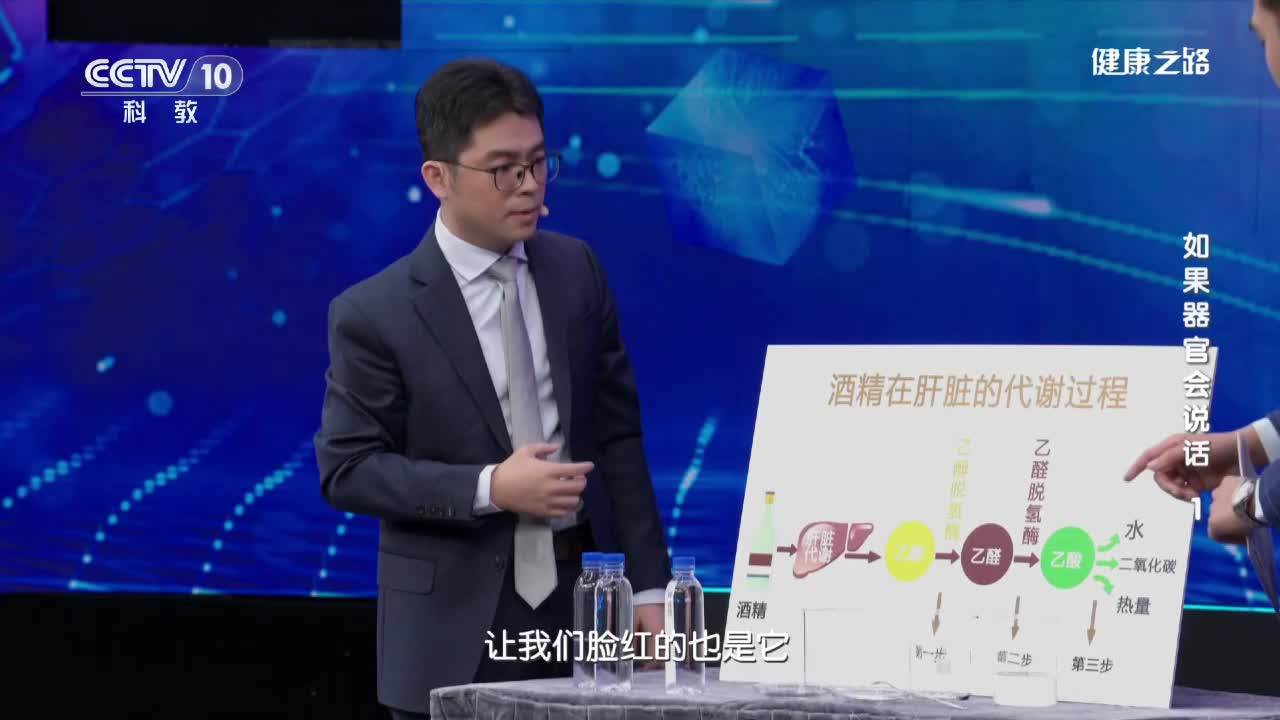 CCTV 10
科教
健康之路
如果器官会说话 1
酒精在肝脏的代谢过程
乙醇脱氢酶
乙醛脱氢酶
肝脏
代谢
乙醇
乙醛
乙酸
水
二氧化碳
热量
酒精
第一步
第二步
第三步
让我们脸红的也是它